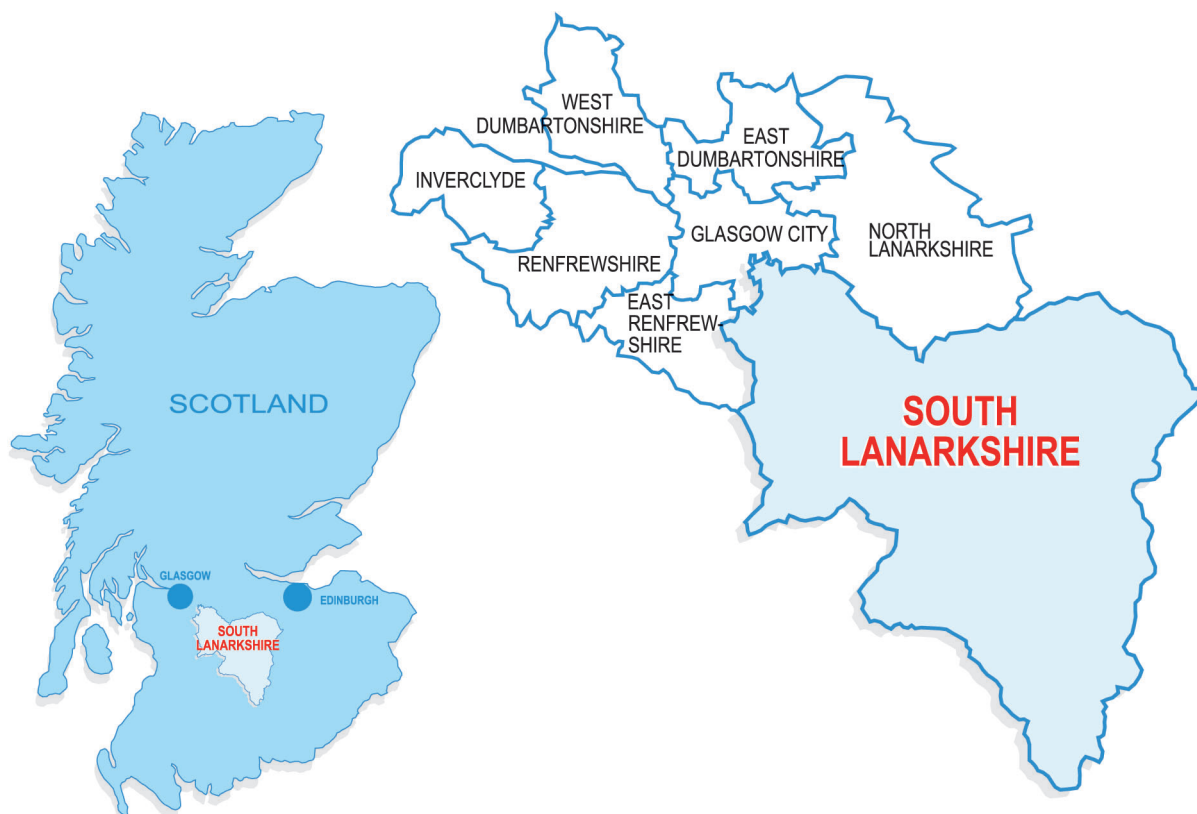 SCOTLAND
GLASGOW
EDINBURGH
SOUTH
LANARKSHIRE
WEST
DUMBARTONSHIRE
EAST
DUMBARTONSHIRE
INVERCLYDE
RENFREWSHIRE
GLASGOW CITY
NORTH
LANARKSHIRE
EAST
RENFREW-
SHIRE
SOUTH
LANARKSHIRE